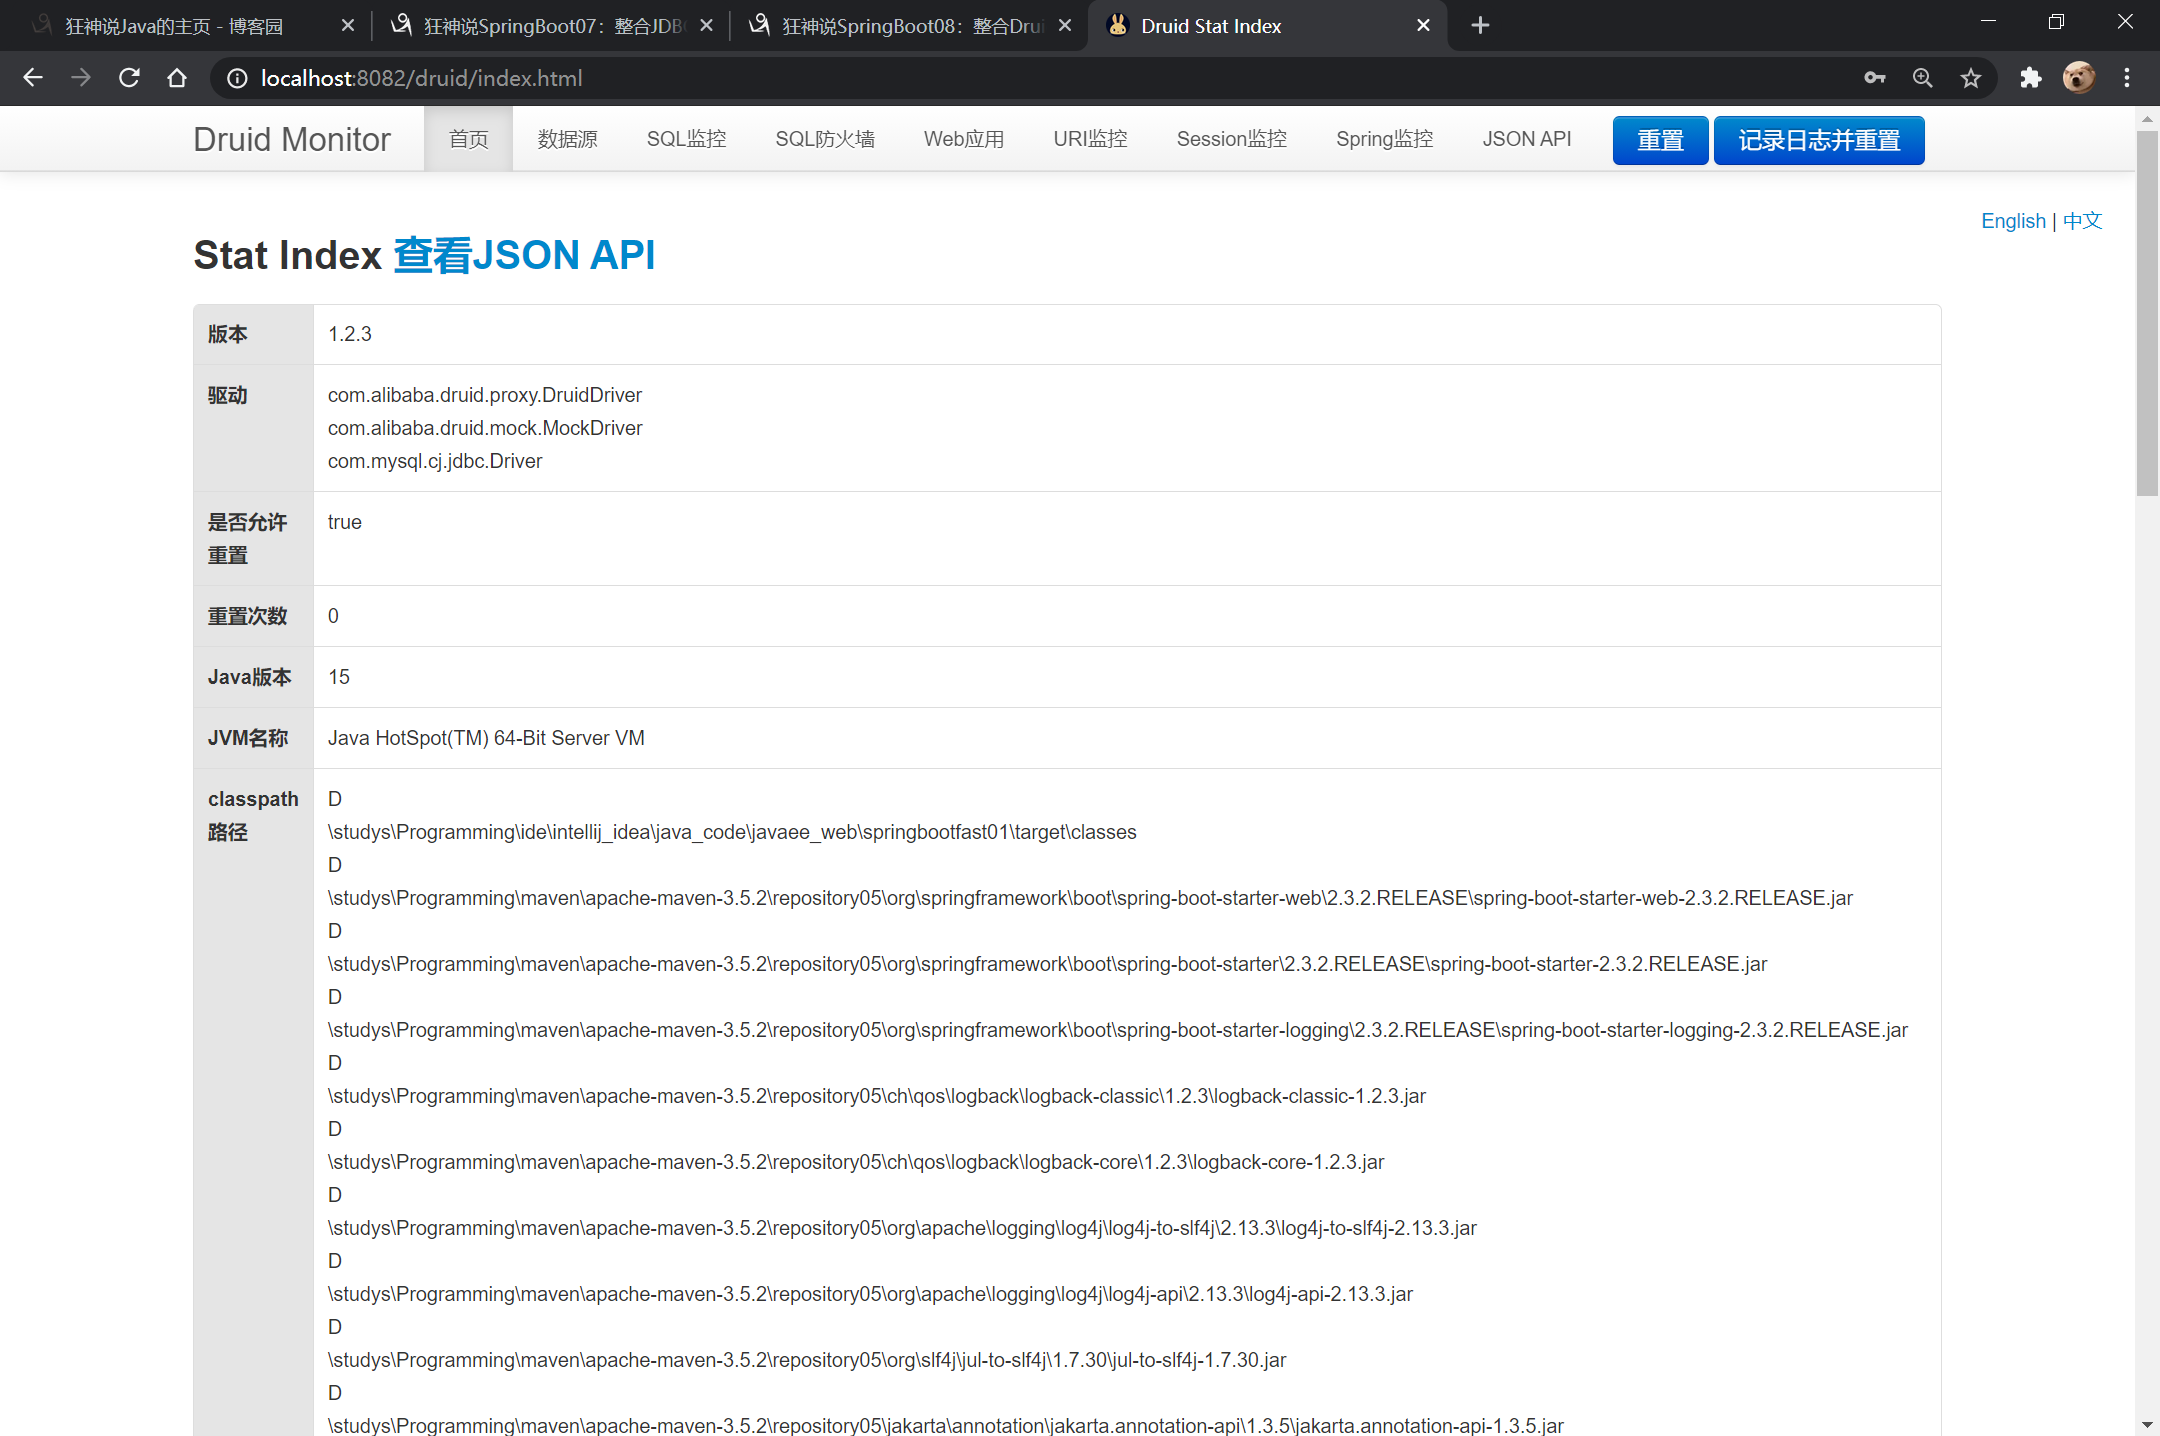 狂神说Java的主页 - 博客园
狂神说SpringBoot07：整合JDB
狂神说SpringBoot08：整合Drui
Druid Stat Index
localhost:8082/druid/index.html
Druid Monitor
首页
数据源
SQL监控
SQL防火墙
Web应用
URI监控
Session监控
Spring监控
JSON API
重置
记录日志并重置
English | 中文
Stat Index 查看JSON API
版本
1.2.3
驱动
com.alibaba.druid.proxy.DruidDriver
com.alibaba.druid.mock.MockDriver
com.mysql.cj.jdbc.Driver
是否允许
重置
true
重置次数
0
Java版本
15
JVM名称
Java HotSpot(TM) 64-Bit Server VM
classpath
路径
D
\studys\Programming\ide\intellij_idea\java_code\javaee_web\springbootfast01\target\classes
D
\studys\Programming\maven\apache-maven-3.5.2\repository05\org\springframework\boot\spring-boot-starter-web\2.3.2.RELEASE\spring-boot-starter-web-2.3.2.RELEASE.jar
D
\studys\Programming\maven\apache-maven-3.5.2\repository05\org\springframework\boot\spring-boot-starter\2.3.2.RELEASE\spring-boot-starter-2.3.2.RELEASE.jar
D
\studys\Programming\maven\apache-maven-3.5.2\repository05\org\springframework\boot\spring-boot-starter-logging\2.3.2.RELEASE\spring-boot-starter-logging-2.3.2.RELEASE.jar
D
\studys\Programming\maven\apache-maven-3.5.2\repository05\ch\qos\logback\logback-classic\1.2.3\logback-classic-1.2.3.jar
D
\studys\Programming\maven\apache-maven-3.5.2\repository05\ch\qos\logback\logback-core\1.2.3\logback-core-1.2.3.jar
D
\studys\Programming\maven\apache-maven-3.5.2\repository05\org\apache\logging\log4j\log4j-to-slf4j\2.13.3\log4j-to-slf4j-2.13.3.jar
D
\studys\Programming\maven\apache-maven-3.5.2\repository05\org\apache\logging\log4j\log4j-api\2.13.3\log4j-api-2.13.3.jar
D
\studys\Programming\maven\apache-maven-3.5.2\repository05\org\slf4j\jul-to-slf4j\1.7.30\jul-to-slf4j-1.7.30.jar
D
\studys\Programming\maven\apache-maven-3.5.2\repository05\jakarta\annotation\jakarta.annotation-api\1.3.5\jakarta.annotation-api-1.3.5.jar